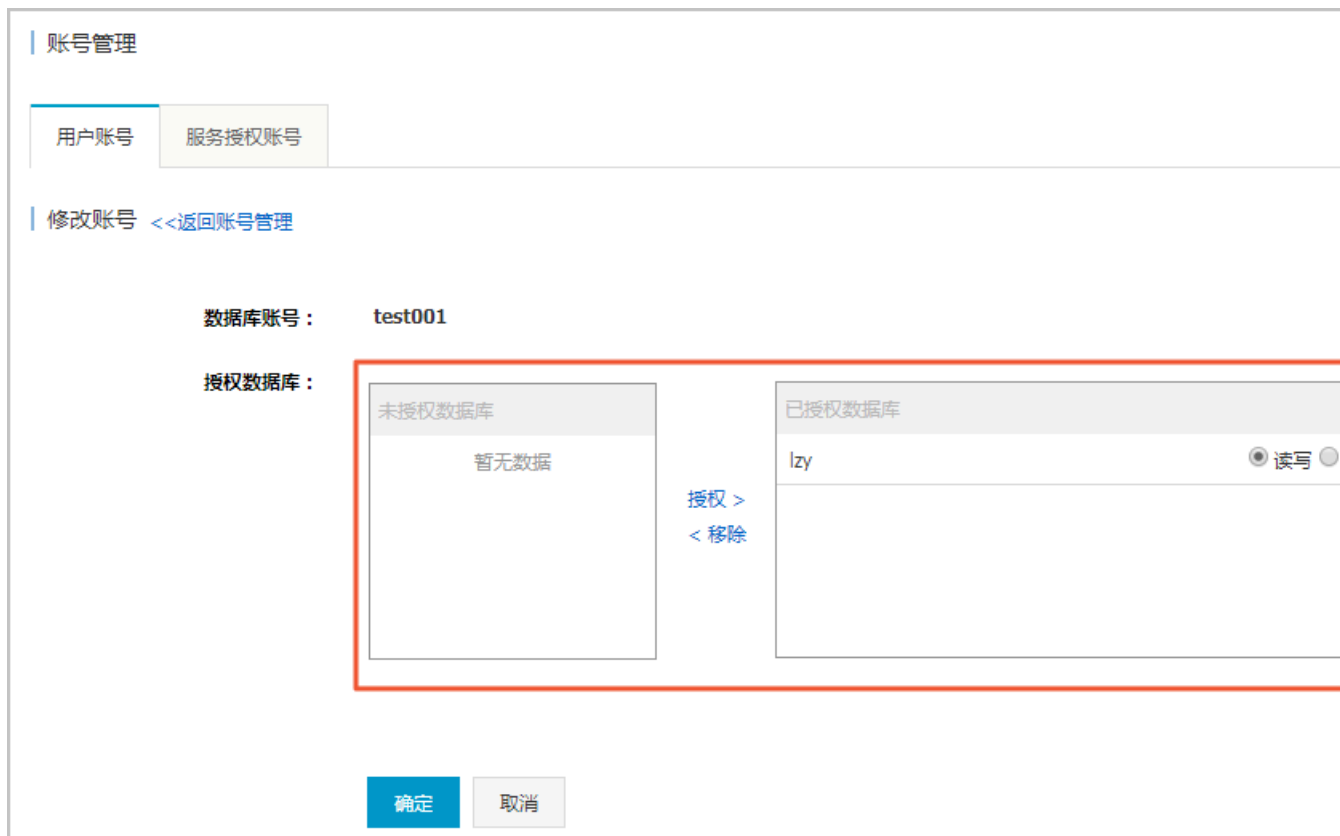 账号管理
用户账号 服务授权账号
修改账号 <<返回账号管理
数据库账号： test001
授权数据库：
未授权数据库 已授权数据库
暂无数据 lzy 读写
授权 >
< 移除
确定 取消